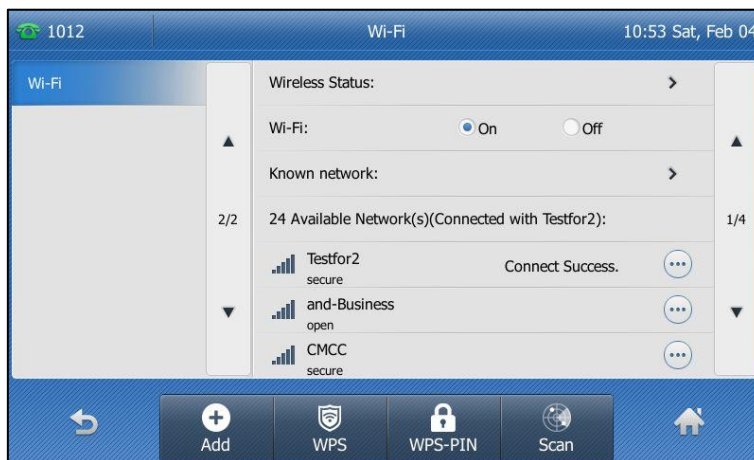 1012 Wi-Fi 10:53 Sat, Feb 04
Wi-Fi
Wireless Status:
Wi-Fi: On Off
Known network:
2/2
24 Available Network(s)(Connected with Testfor2):
1/4
Testfor2
secure
Connect Success.
and-Business
open
CMCC
secure
Add WPS WPS-PIN Scan